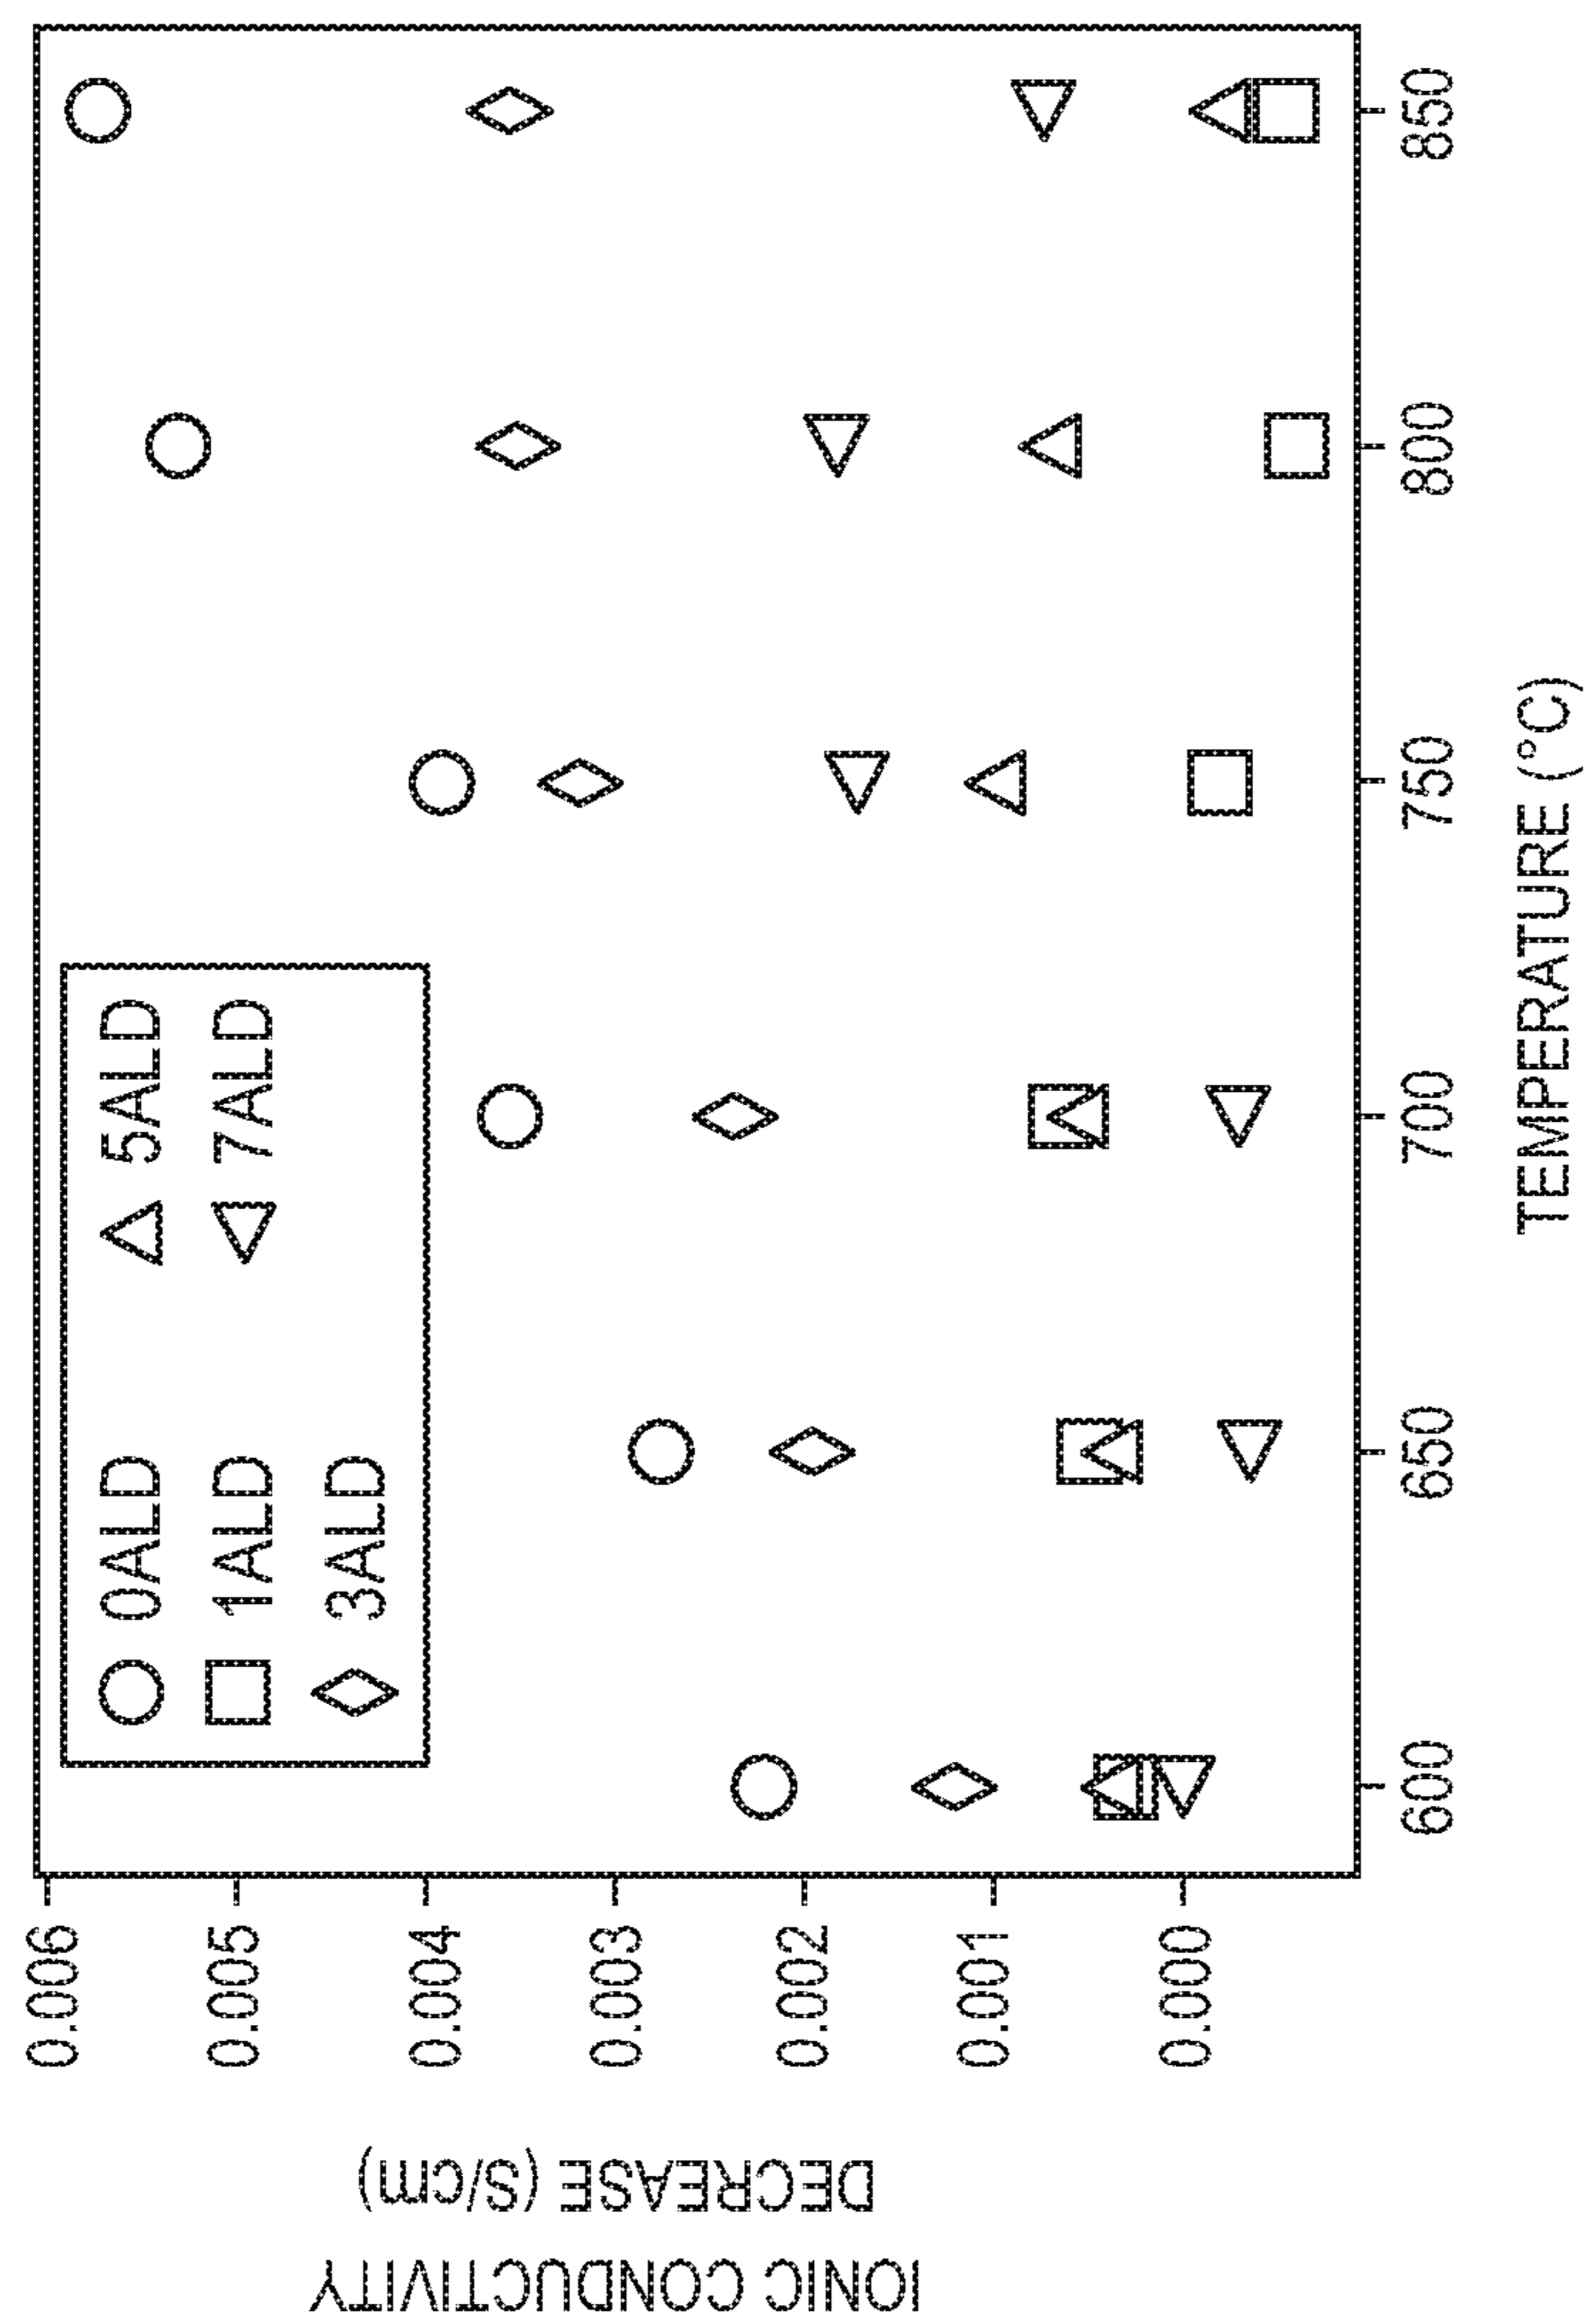 IONIC CONDUCTIVITY
DECREASE (S/cm)
0.006
0.005
0.004
0.003
0.002
0.001
0.000
0ALD
5ALD
1ALD
7ALD
3ALD
600
650
700
750
800
850
TEMPERATURE (°C)